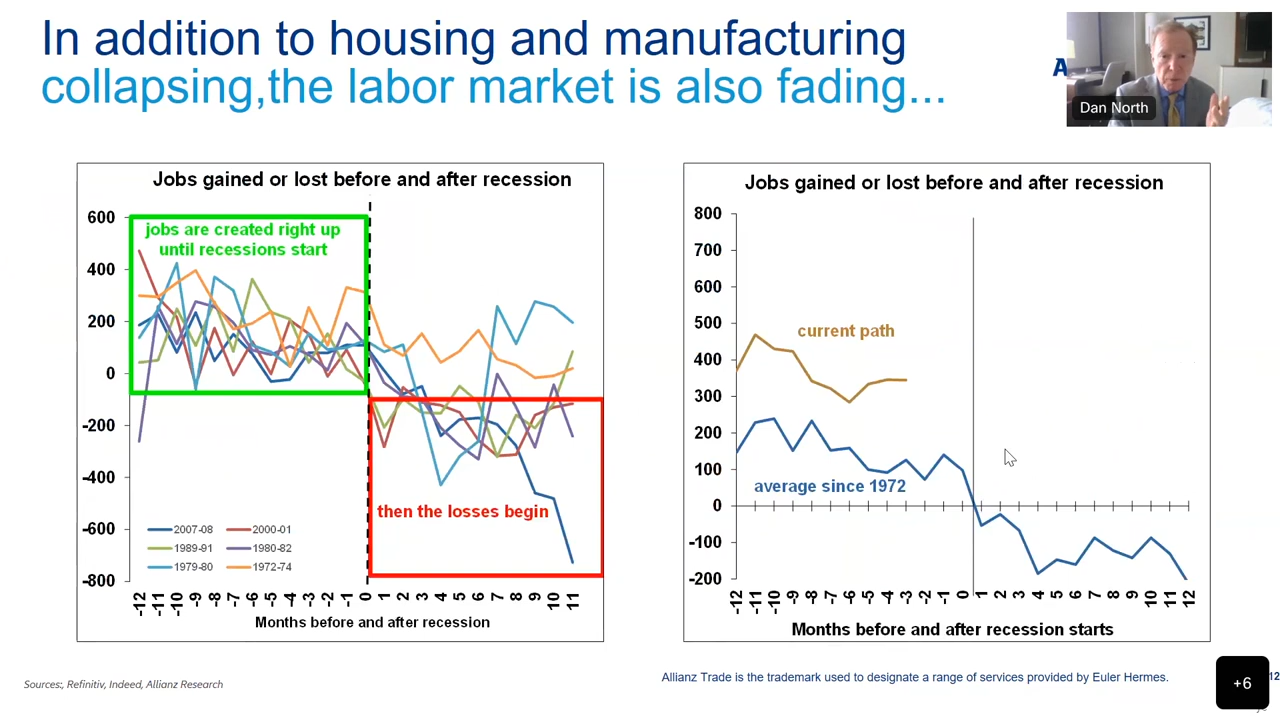 In addition to housing and manufacturing
collapsing,the labor market is also fading...
A
Dan North
Jobs gained or lost before and after recession
600
400
200
0
-200
-400
-600
-800
jobs are created right up
until recessions start
then the losses begin
2007-08 2000-01
1989-91 1980-82
1979-80 1972-74
-12 -11 -10 -9 -8 -7 -6 -5 -4 -3 -2 -1 0 1 2 3 4 5 6 7 8 9 10 11
Months before and after recession
Jobs gained or lost before and after recession
800
700
600
500
400
300
200
100
0
-100
-200
current path
average since 1972
-12 -11 -10 -9 -8 -7 -6 -5 -4 -3 -2 -1 0 1 2 3 4 5 6 7 8 9 10 11 12
Months before and after recession starts
Sources:, Refinitiv, Indeed, Allianz Research
Allianz Trade is the trademark used to designate a range of services provided by Euler Hermes.
+6
12